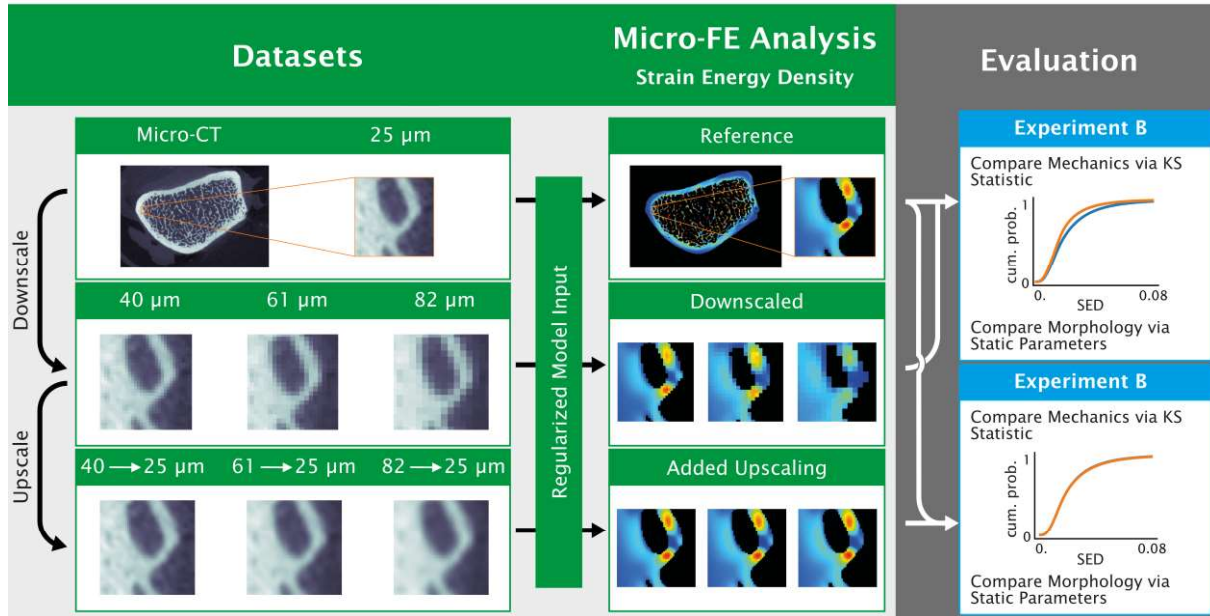 Datasets
Micro-FE Analysis
Strain Energy Density
Evaluation
Micro-CT 25 μm
Reference
Experiment B
Compare Mechanics via KS
Statistic
cum. prob.
1
0
0. 0.08
SED
Compare Morphology via
Static Parameters
Downscale
40 μm 61 μm 82 μm
Regularized Model Input
Downscaled
Experiment B
Compare Mechanics via KS
Statistic
cum. prob.
1
0
0. 0.08
SED
Compare Morphology via
Static Parameters
Upscale
40 → 25 μm 61 → 25 μm 82 → 25 μm
Added Upscaling